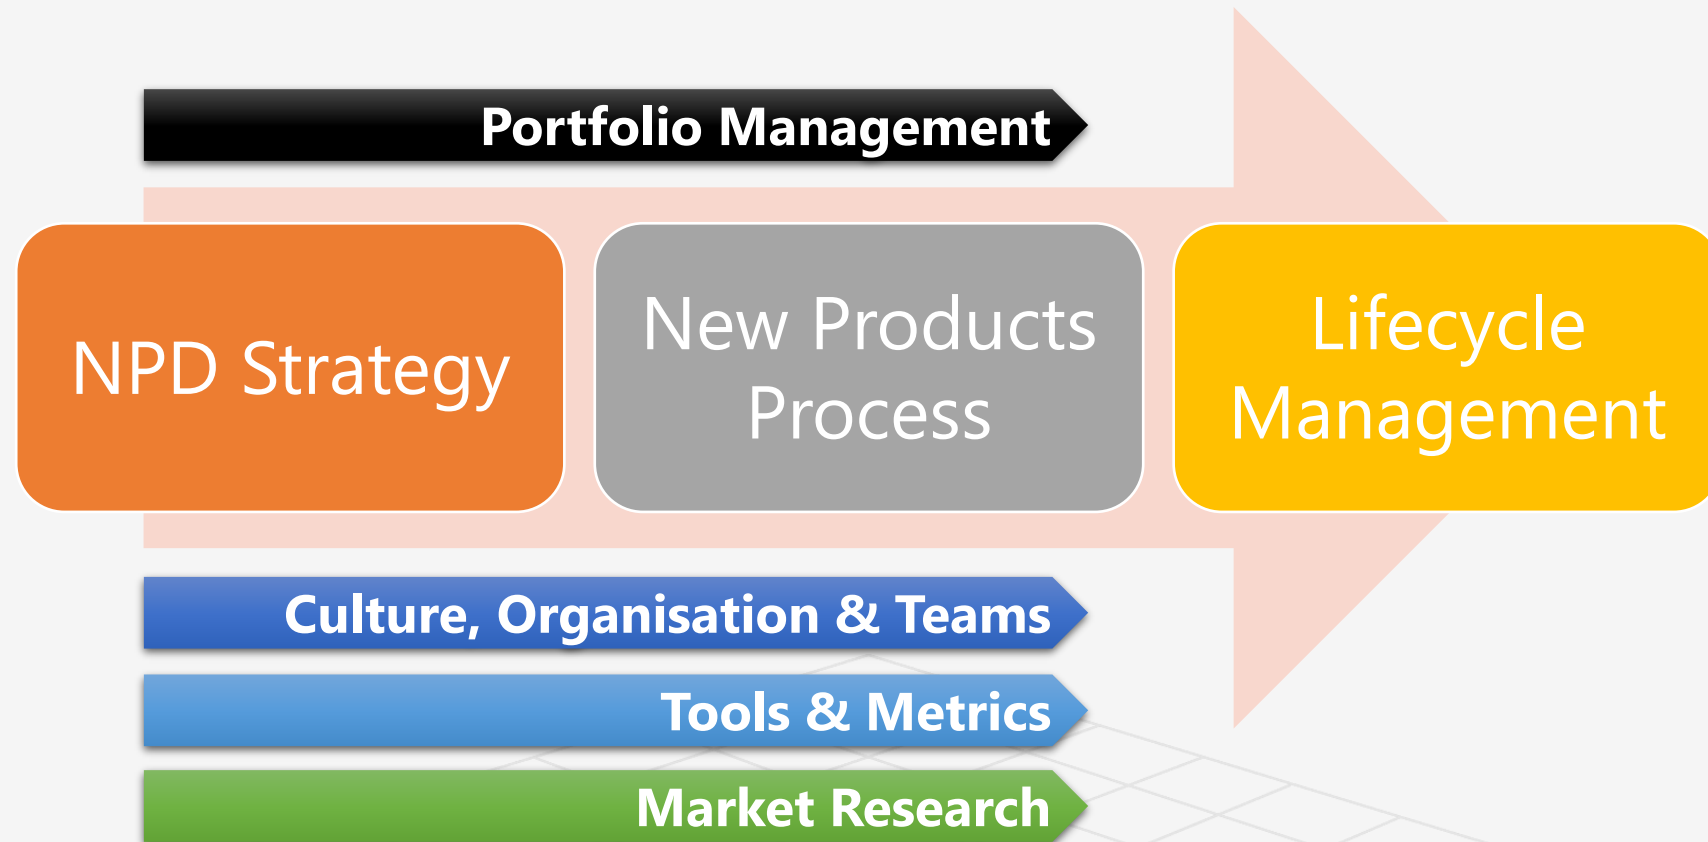 Portfolio Management
NPD Strategy
New Products
Process
Lifecycle
Management
Culture, Organisation & Teams
Tools & Metrics
Market Research